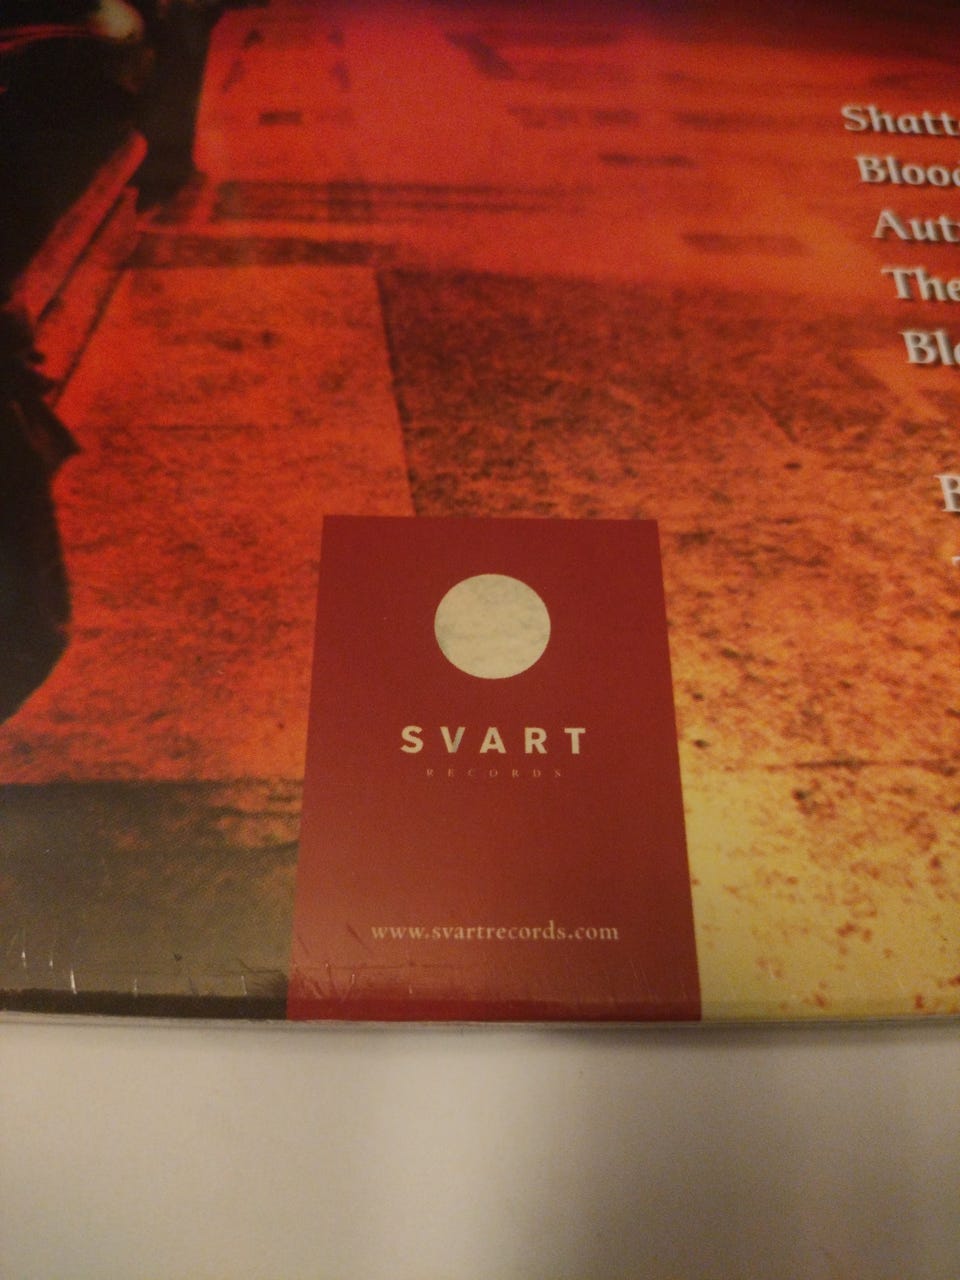 Shatt
Blood
Aut
The
Bl
B
SVART
RECORDS
www.svartrecords.com